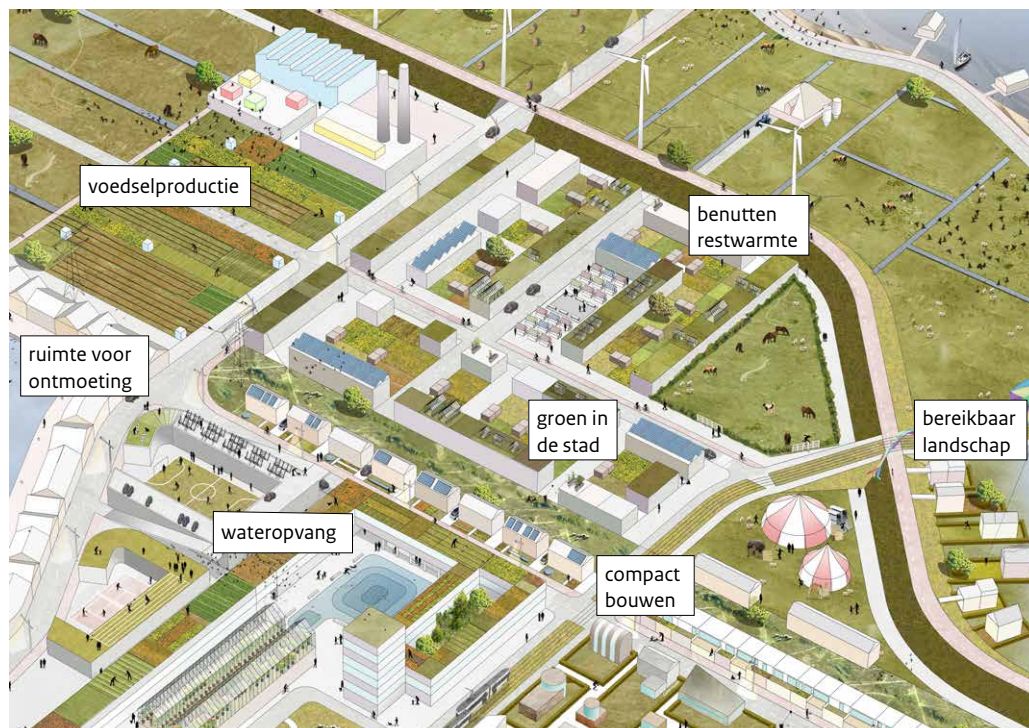 voedselproductie
benutten
restwarmte
ruimte voor
ontmoeting
groen in
de stad
bereikbaar
landschap
wateropvang
compact
bouwen